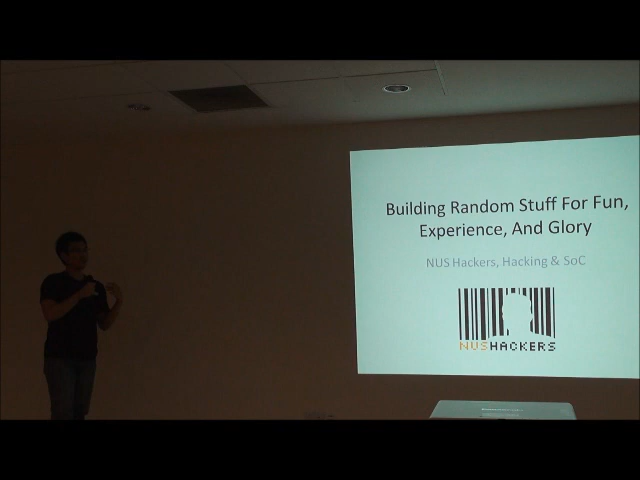 Building Random Stuff For Fun,
Experience, And Glory
NUS Hackers, Hacking & SoC
NUSHACKERS